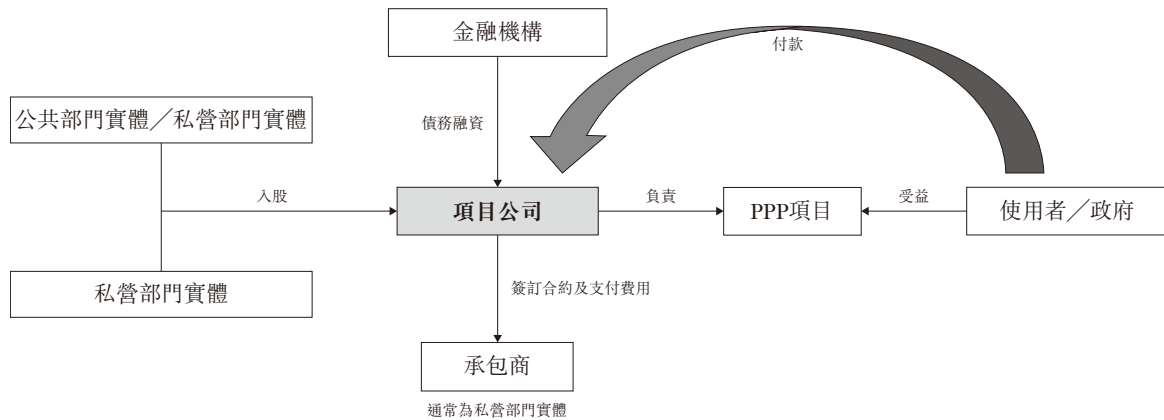 金融機構
付款
公共部門實體／私營部門實體
債務融資
入股
項目公司
負責
PPP項目
受益
使用者／政府
私營部門實體
簽訂合約及支付費用
承包商
通常為私營部門實體